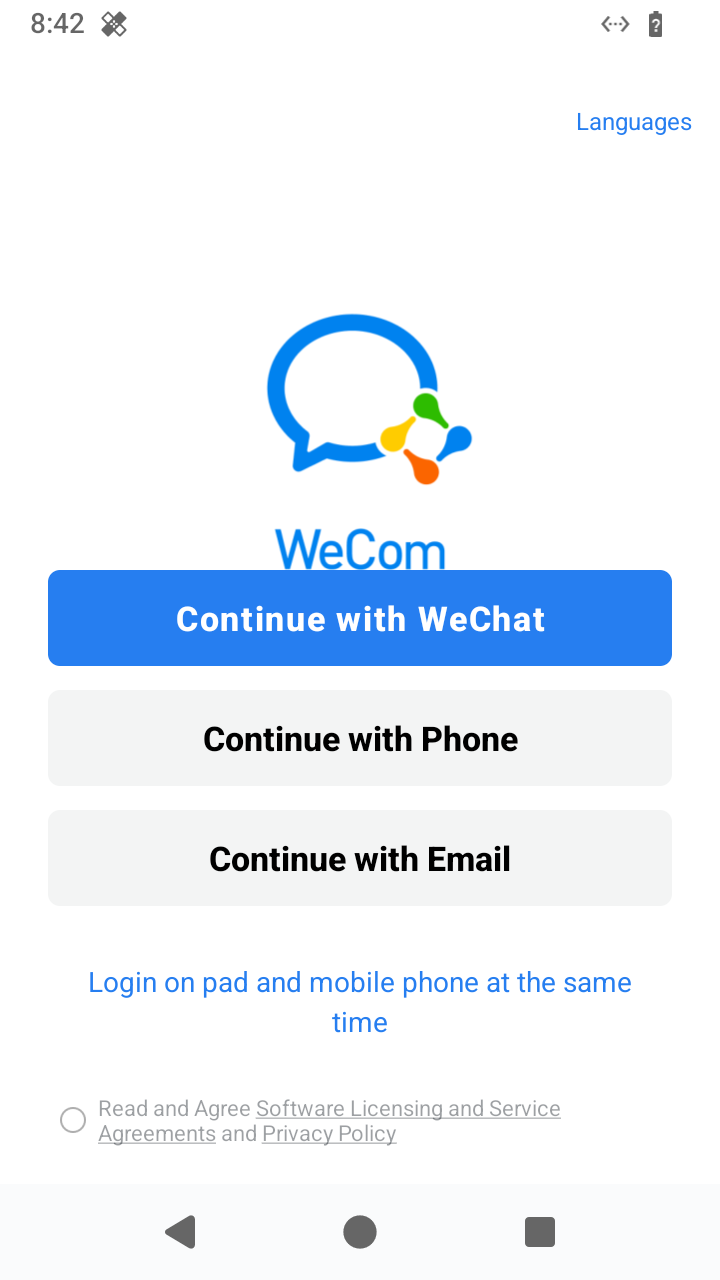 8:42
Languages
WeCom
Continue with WeChat
Continue with Phone
Continue with Email
Login on pad and mobile phone at the same
time
Read and Agree Software Licensing and Service
Agreements and Privacy Policy